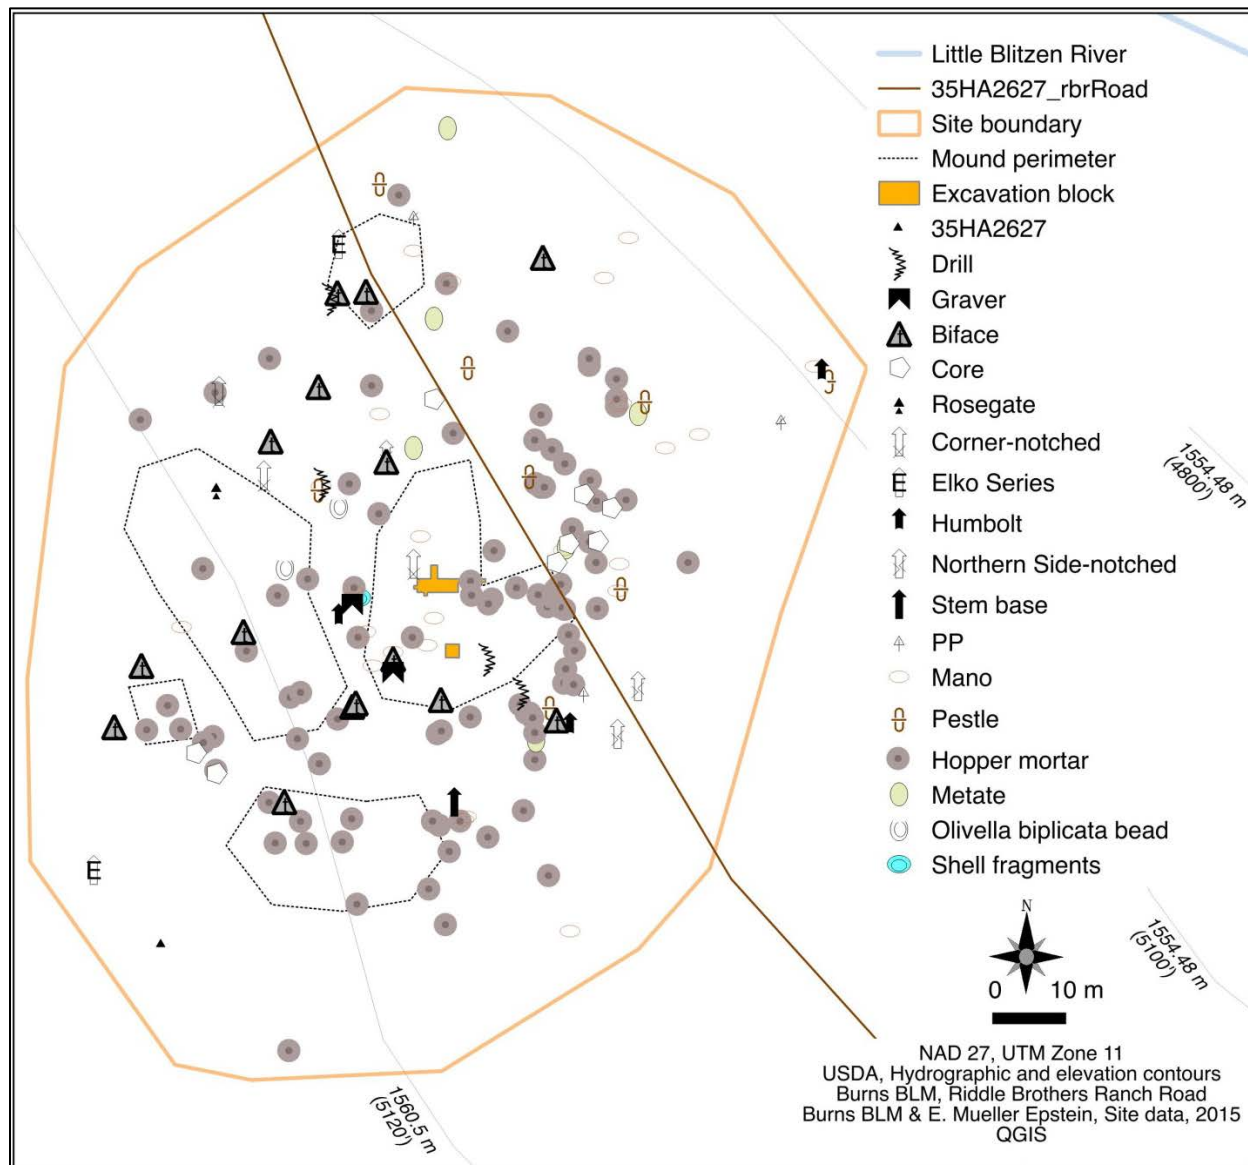 Little Blitzen River
35HA2627_rbrRoad
Site boundary
Mound perimeter
Excavation block
35HA2627
Drill
Graver
Biface
Core
Rosegate
Corner-notched
E Elko Series
Humbolt
Northern Side-notched
Stem base
PP
Mano
Pestle
Hopper mortar
Metate
Olivella biplicata bead
Shell fragments
E
E
1554.48 m
(4800')
1554.48 m
(5100')
1560.5 m
(5120')
N
0 10 m
NAD 27, UTM Zone 11
USDA, Hydrographic and elevation contours
Burns BLM, Riddle Brothers Ranch Road
Burns BLM & E. Mueller Epstein, Site data, 2015
QGIS